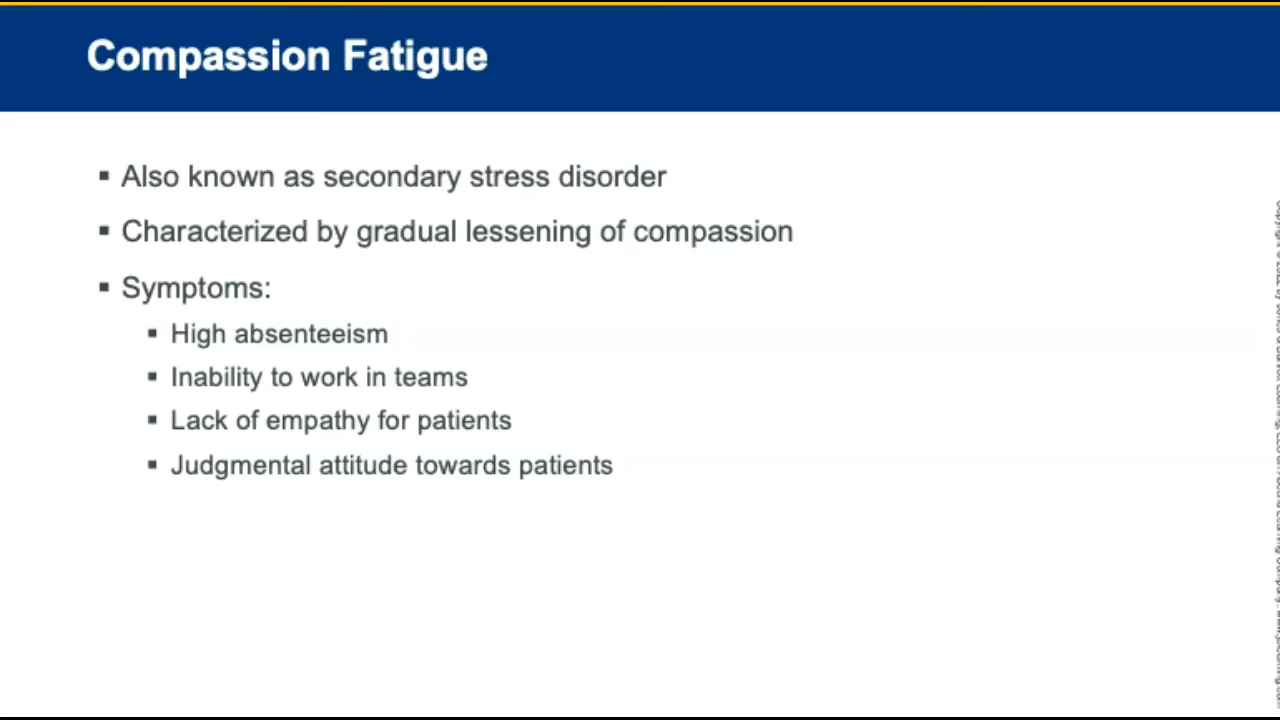 Compassion Fatigue
▪ Also known as secondary stress disorder
▪ Characterized by gradual lessening of compassion
▪ Symptoms:
▪ High absenteeism
▪ Inability to work in teams
▪ Lack of empathy for patients
▪ Judgmental attitude towards patients